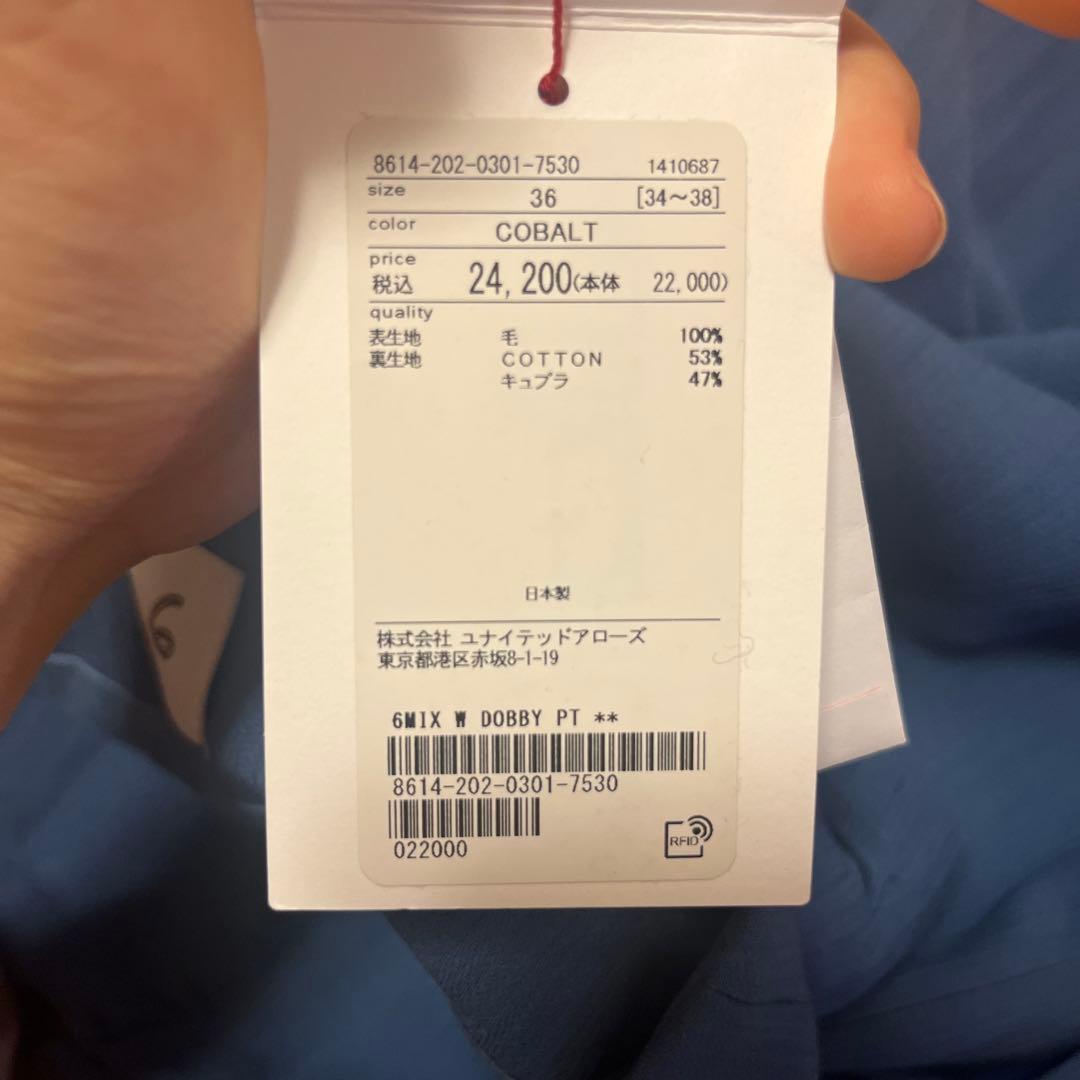 8614-202-0301-7530 1410687
size 36 [34～38]
color COBALT
price
税込 24,200(本体 22,000)
quality
表生地 毛 100%
裏生地 COTTON 53%
キュプラ 47%
日本製
株式会社 ユナイテッドアローズ
東京都港区赤坂8-1-19
6MIX W DOBBY PT **
8614-202-0301-7530
022000
RFID
6